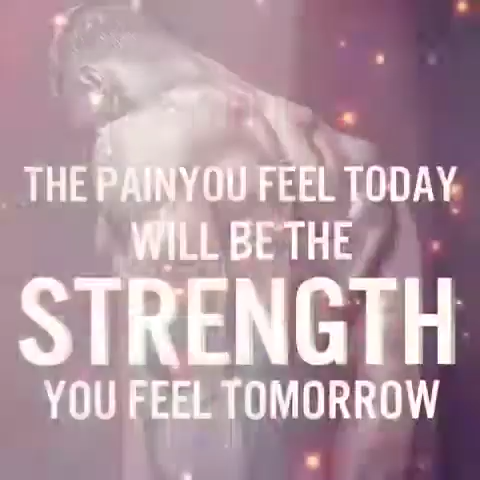 THE PAINYOU FEEL TODAY
WILL BE THE
STRENGTH
YOU FEEL TOMORROW